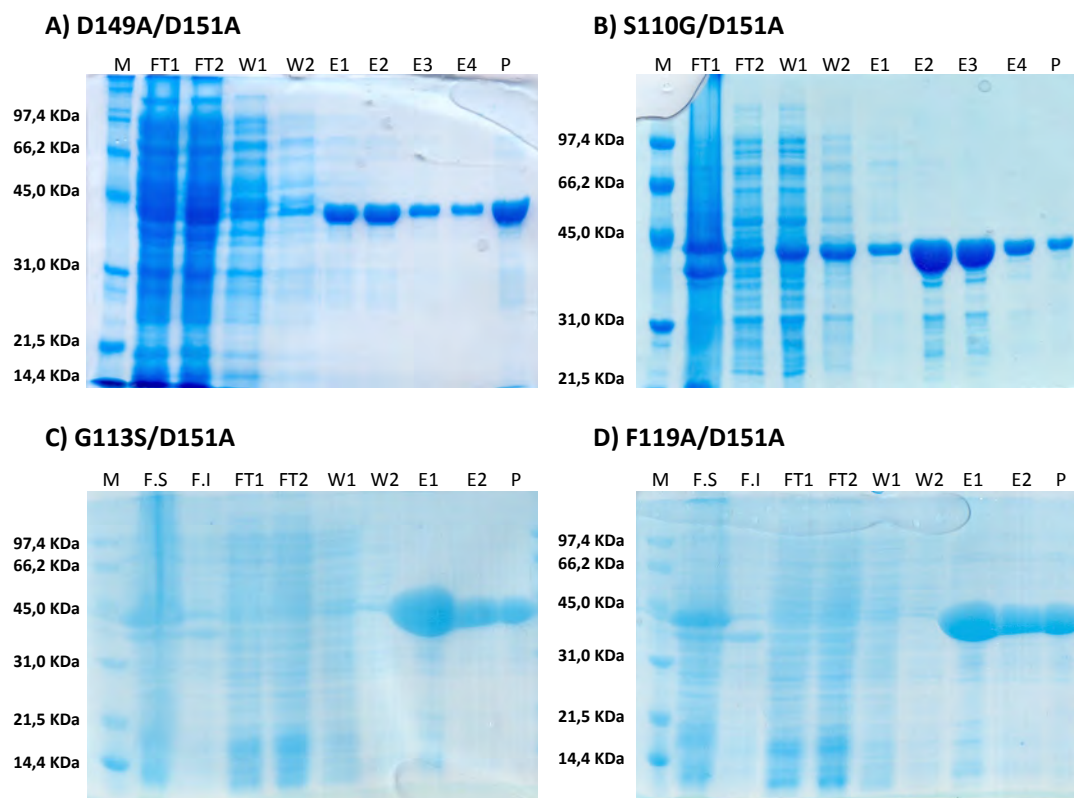 A) D149A/D151A
M FT1 FT2 W1 W2 E1 E2 E3 E4 P
97,4 KDa
66,2 KDa
45,0 KDa
31,0 KDa
21,5 KDa
14,4 KDa
B) S110G/D151A
M FT1 FT2 W1 W2 E1 E2 E3 E4 P
97,4 KDa
66,2 KDa
45,0 KDa
31,0 KDa
21,5 KDa
C) G113S/D151A
M F.S F.I FT1 FT2 W1 W2 E1 E2 P
97,4 KDa
66,2 KDa
45,0 KDa
31,0 KDa
21,5 KDa
14,4 KDa
D) F119A/D151A
M F.S F.I FT1 FT2 W1 W2 E1 E2 P
97,4 KDa
66,2 KDa
45,0 KDa
31,0 KDa
21,5 KDa
14,4 KDa